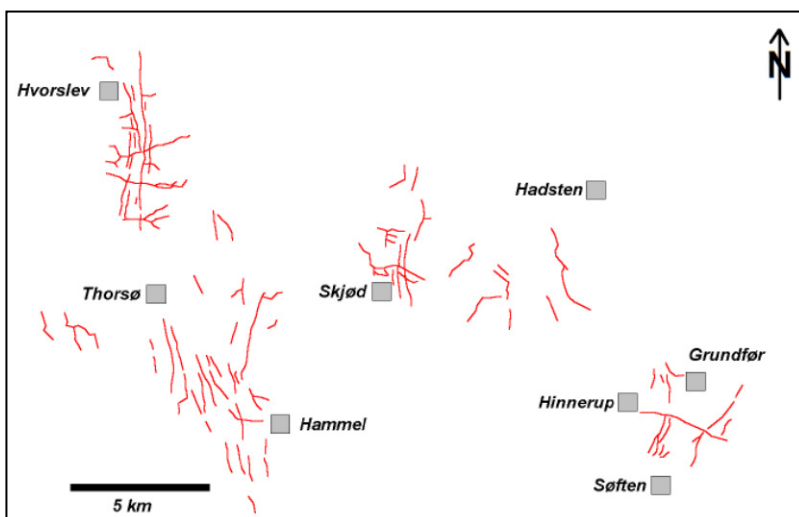 N
Hvorslev
Hadsten
Thorsø
Skjød
Grundfør
Hinnerup
Hammel
Søften
5 km